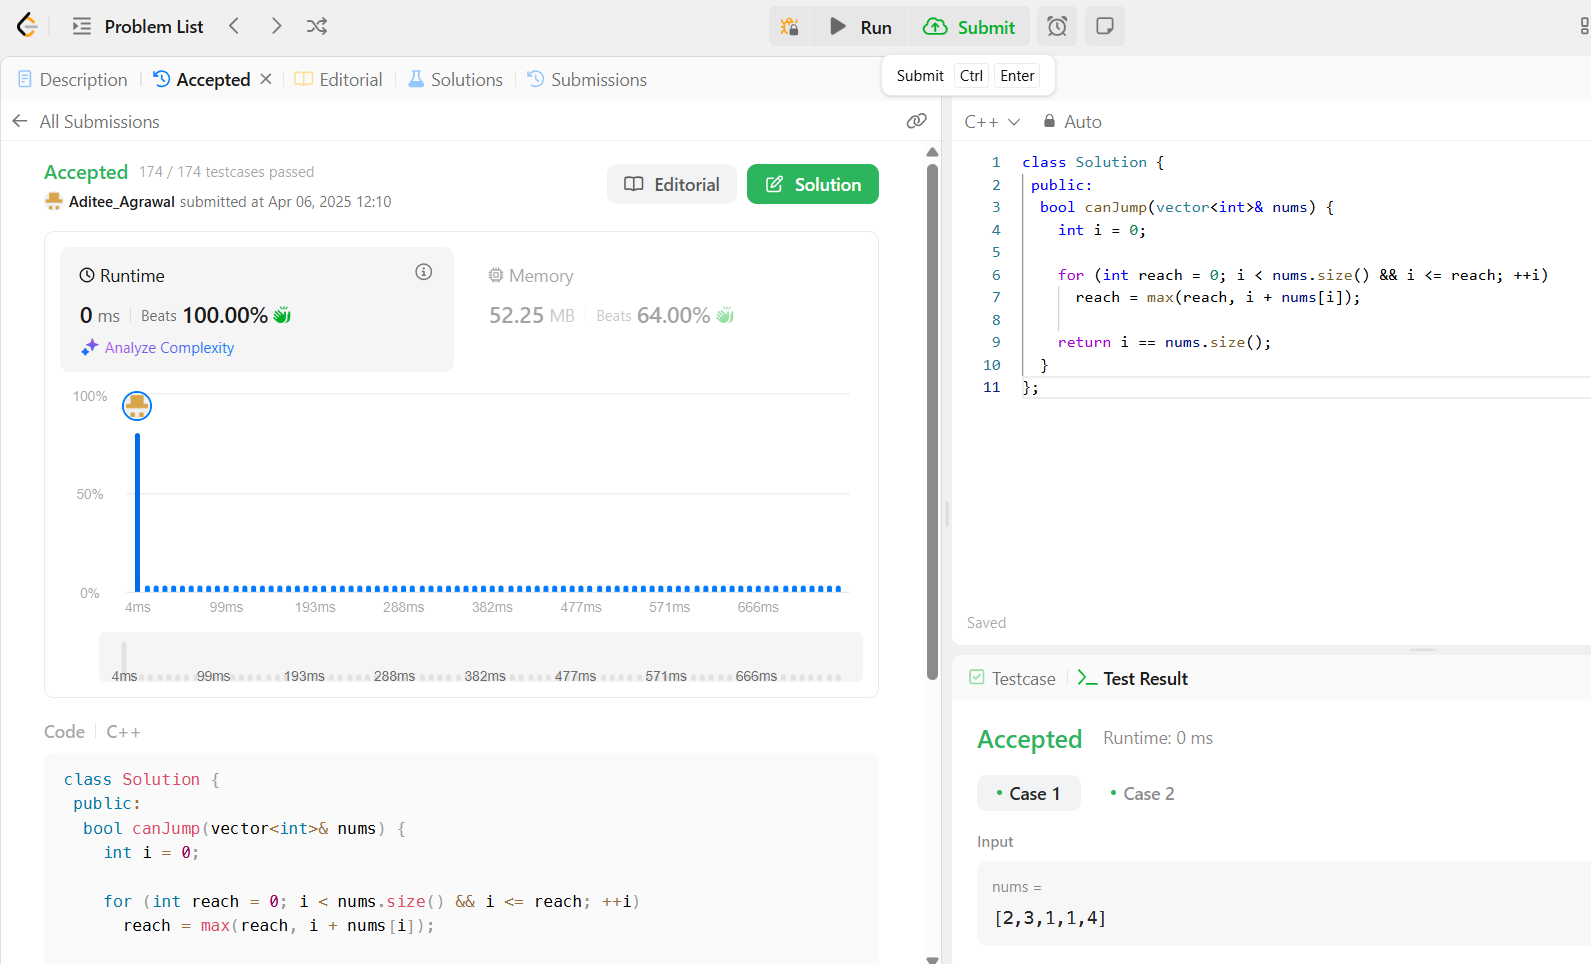 Problem List
Run
Submit
Description
Accepted
Editorial
Solutions
Submissions
Submit Ctrl Enter
All Submissions
Accepted 174 / 174 testcases passed
Aditee_Agrawal submitted at Apr 06, 2025 12:10
Editorial
Solution
Runtime
0 ms Beats 100.00%
Analyze Complexity
Memory
52.25 MB Beats 64.00%
100%
50%
0%
4ms 99ms 193ms 288ms 382ms 477ms 571ms 666ms
4ms 99ms 193ms 288ms 382ms 477ms 571ms 666ms
Code C++
class Solution {
public:
bool canJump(vector<int>& nums) {
int i = 0;
for (int reach = 0; i < nums.size() && i <= reach; ++i)
reach = max(reach, i + nums[i]);
C++ Auto
1 class Solution {
2 public:
3 bool canJump(vector<int>& nums) {
4 int i = 0;
5
6 for (int reach = 0; i < nums.size() && i <= reach; ++i)
7 reach = max(reach, i + nums[i]);
8
9 return i == nums.size();
10 }
11 };
Saved
Testcase
Test Result
Accepted Runtime: 0 ms
Case 1
Case 2
Input
nums =
[2,3,1,1,4]